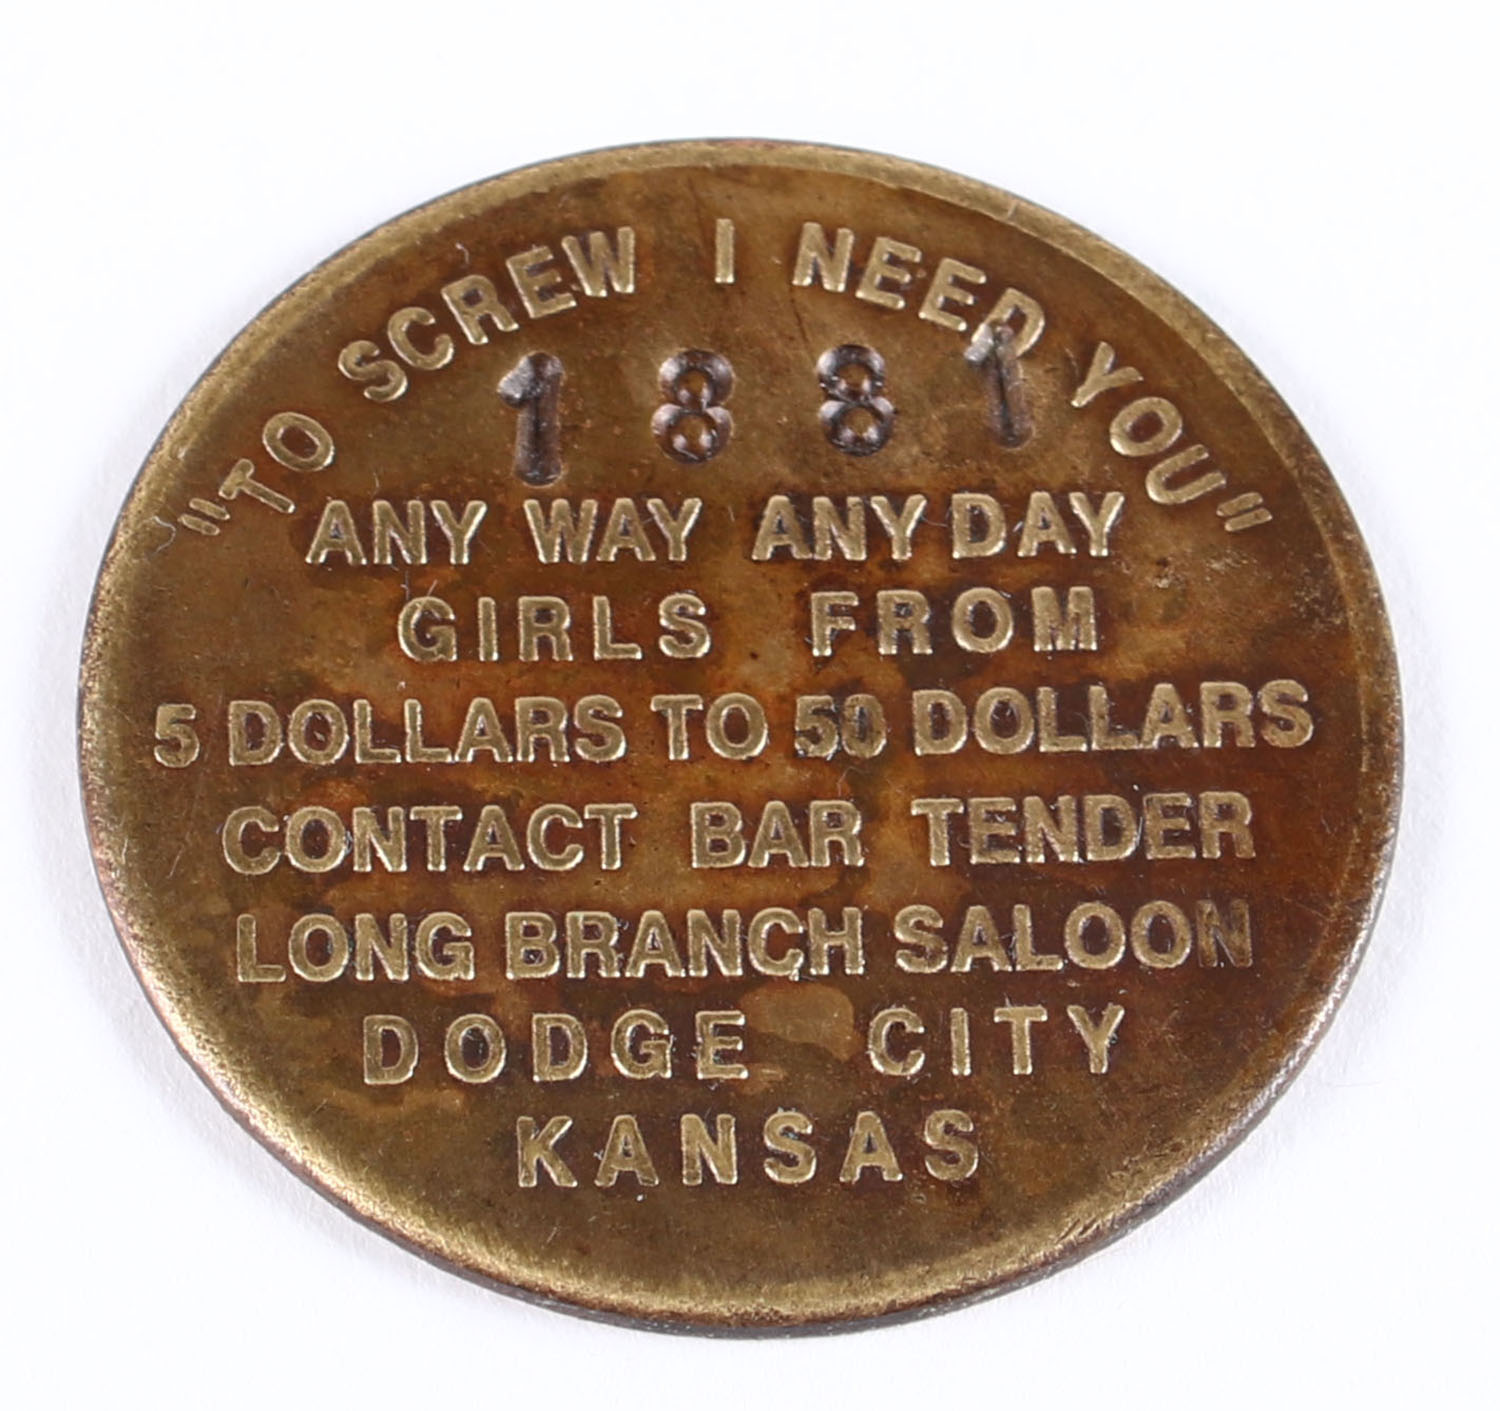 "TO SCREW I NEED YOU"
1881
ANY WAY ANY DAY
GIRLS FROM
5 DOLLARS TO 50 DOLLARS
CONTACT BAR TENDER
LONG BRANCH SALOON
DODGE CITY
KANSAS